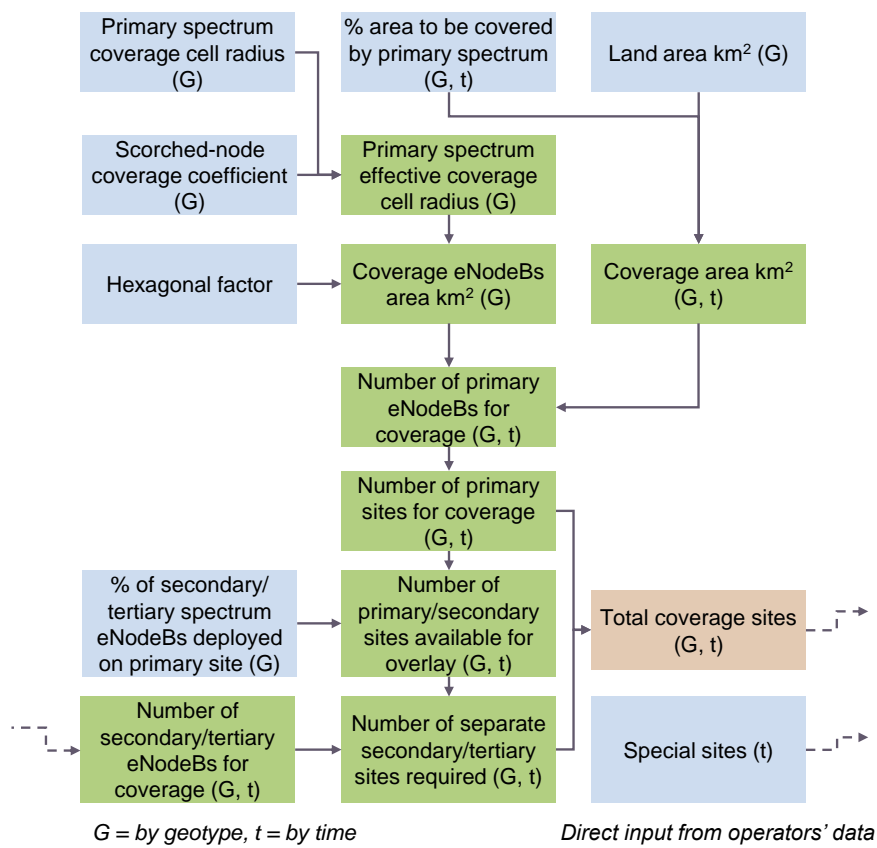 Primary spectrum
coverage cell radius
(G)
% area to be covered
by primary spectrum
(G, t)
Land area km² (G)
Scorched-node
coverage coefficient
(G)
Primary spectrum
effective coverage
cell radius (G)
Hexagonal factor
Coverage eNodeBs
area km² (G)
Coverage area km²
(G, t)
Number of primary
eNodeBs for
coverage (G, t)
Number of primary
sites for coverage
(G, t)
% of secondary/
tertiary spectrum
eNodeBs deployed
on primary site (G)
Number of
primary/secondary
sites available for
overlay (G, t)
Total coverage sites
(G, t)
Number of
secondary/tertiary
eNodeBs for
coverage (G, t)
Number of separate
secondary/tertiary
sites required (G, t)
Special sites (t)
G = by geotype, t = by time
Direct input from operators’ data